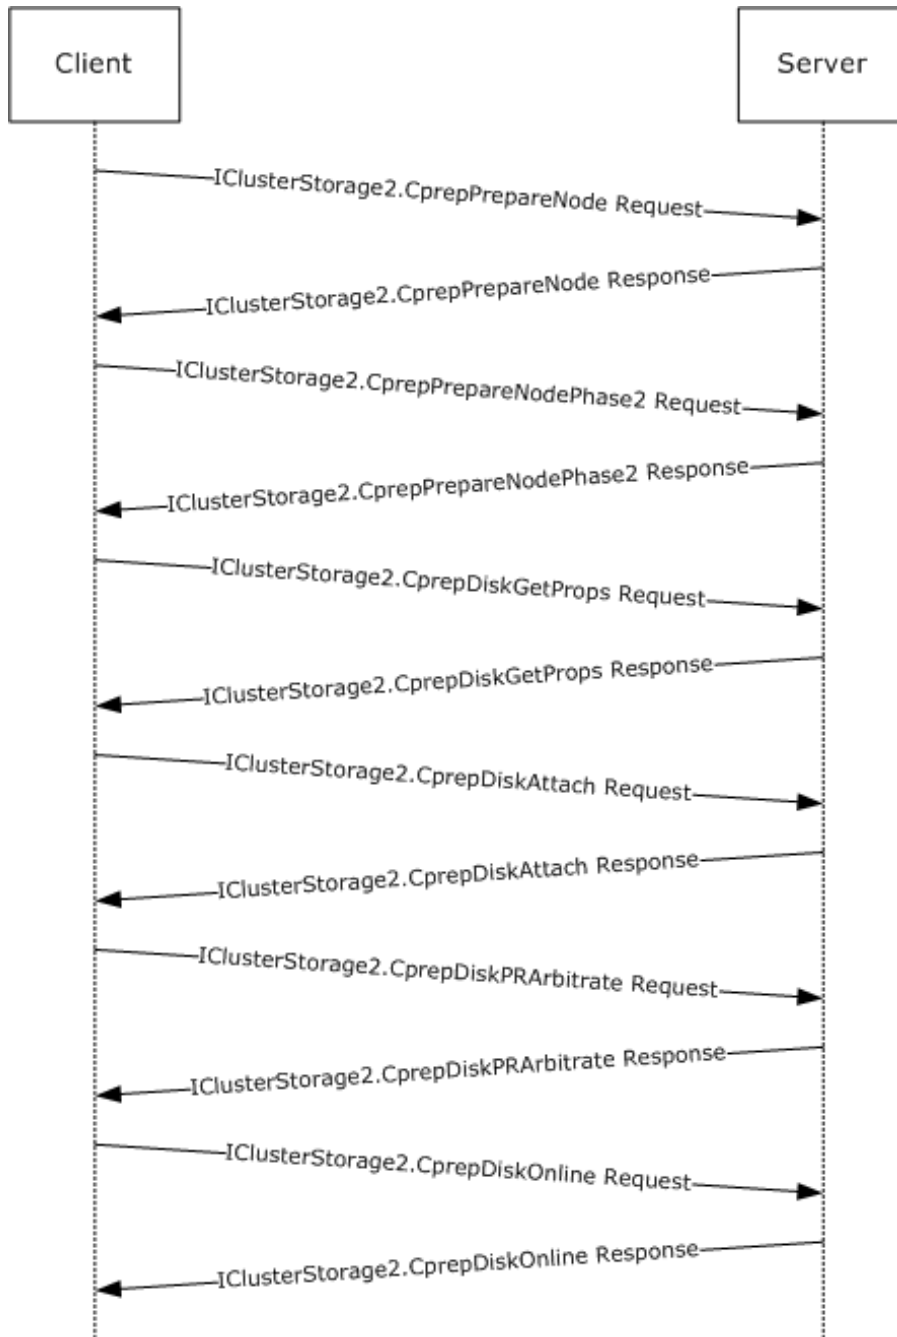 Client
Server
IClusterStorage2.CprepPrepareNode Request
IClusterStorage2.CprepPrepareNode Response
IClusterStorage2.CprepPrepareNodePhase2 Request
IClusterStorage2.CprepPrepareNodePhase2 Response
IClusterStorage2.CprepDiskGetProps Request
IClusterStorage2.CprepDiskGetProps Response
IClusterStorage2.CprepDiskAttach Request
IClusterStorage2.CprepDiskAttach Response
IClusterStorage2.CprepDiskPRArbitrate Request
IClusterStorage2.CprepDiskPRArbitrate Response
IClusterStorage2.CprepDiskOnline Request
IClusterStorage2.CprepDiskOnline Response